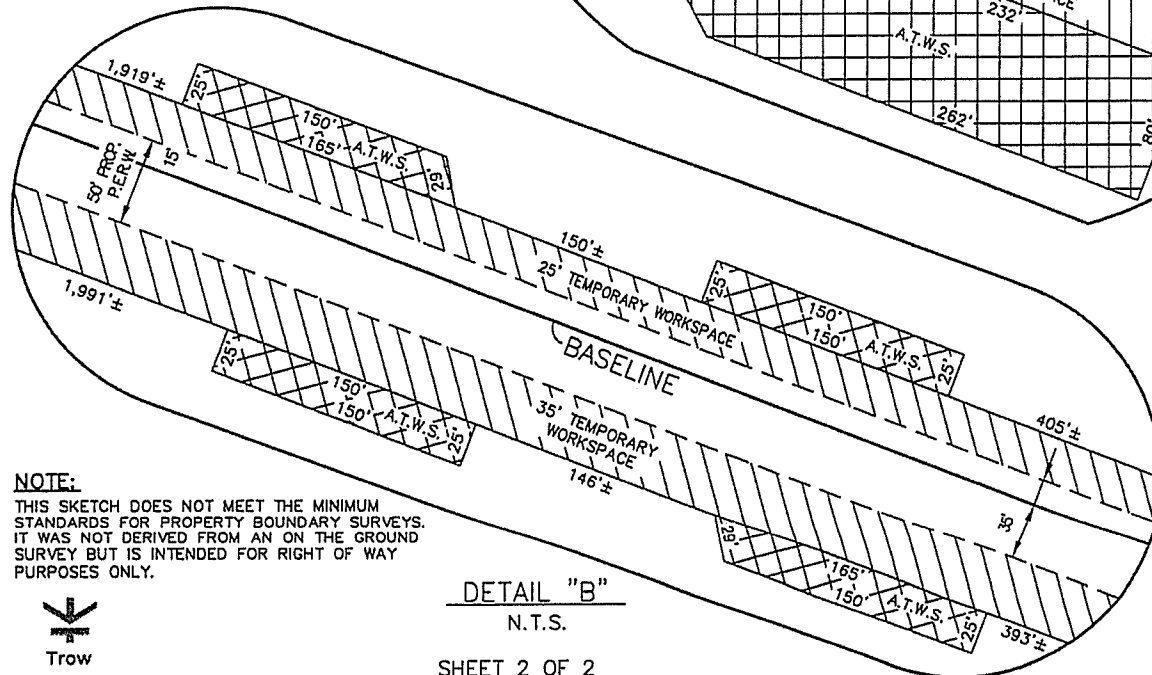 CE
232'
A.T.W.S.
262'
80'
1,919'±
25'
150'
165'
A.T.W.S.
29'
50' PROP.
P.E.R.W.
15'
150'±
25' TEMPORARY WORKSPACE
25'
150'
150'
A.T.W.S.
25'
405'±
1,991'±
BASELINE
25'
150'
150'
A.T.W.S.
25'
35' TEMPORARY
WORKSPACE
146'±
35'
29'
165'
150'
A.T.W.S.
25'
393'±
NOTE:
THIS SKETCH DOES NOT MEET THE MINIMUM
STANDARDS FOR PROPERTY BOUNDARY SURVEYS.
IT WAS NOT DERIVED FROM AN ON THE GROUND
SURVEY BUT IS INTENDED FOR RIGHT OF WAY
PURPOSES ONLY.
Trow
DETAIL "B"
N.T.S.
SHEET 2 OF 2